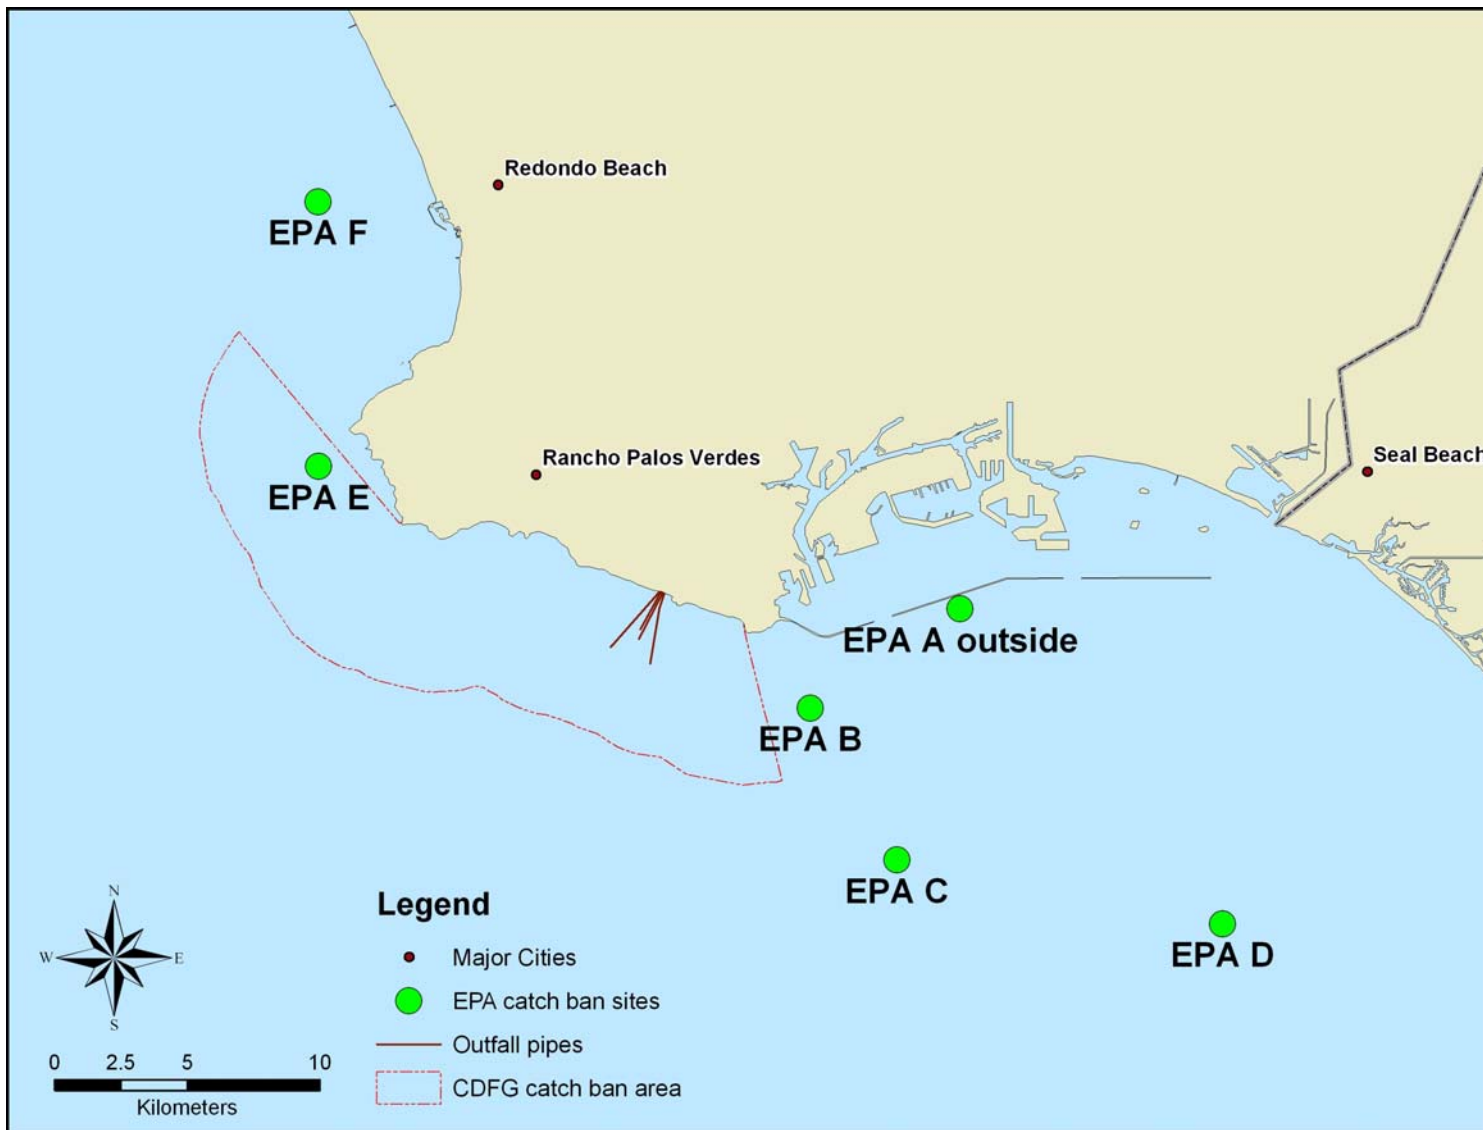 Redondo Beach
EPA F
Rancho Palos Verdes
Seal Beach
EPA E
EPA A outside
EPA B
EPA C
EPA D
N
W E
S
0 2.5 5 10
Kilometers
Legend
Major Cities
EPA catch ban sites
Outfall pipes
CDFG catch ban area